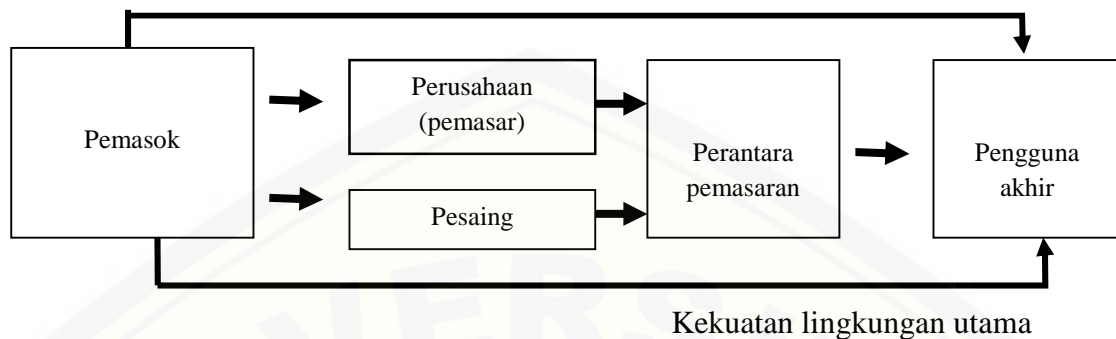 Pemasok
Perusahaan
(pemasar)
Pesaing
Perantara
pemasaran
Pengguna
akhir
Kekuatan lingkungan utama